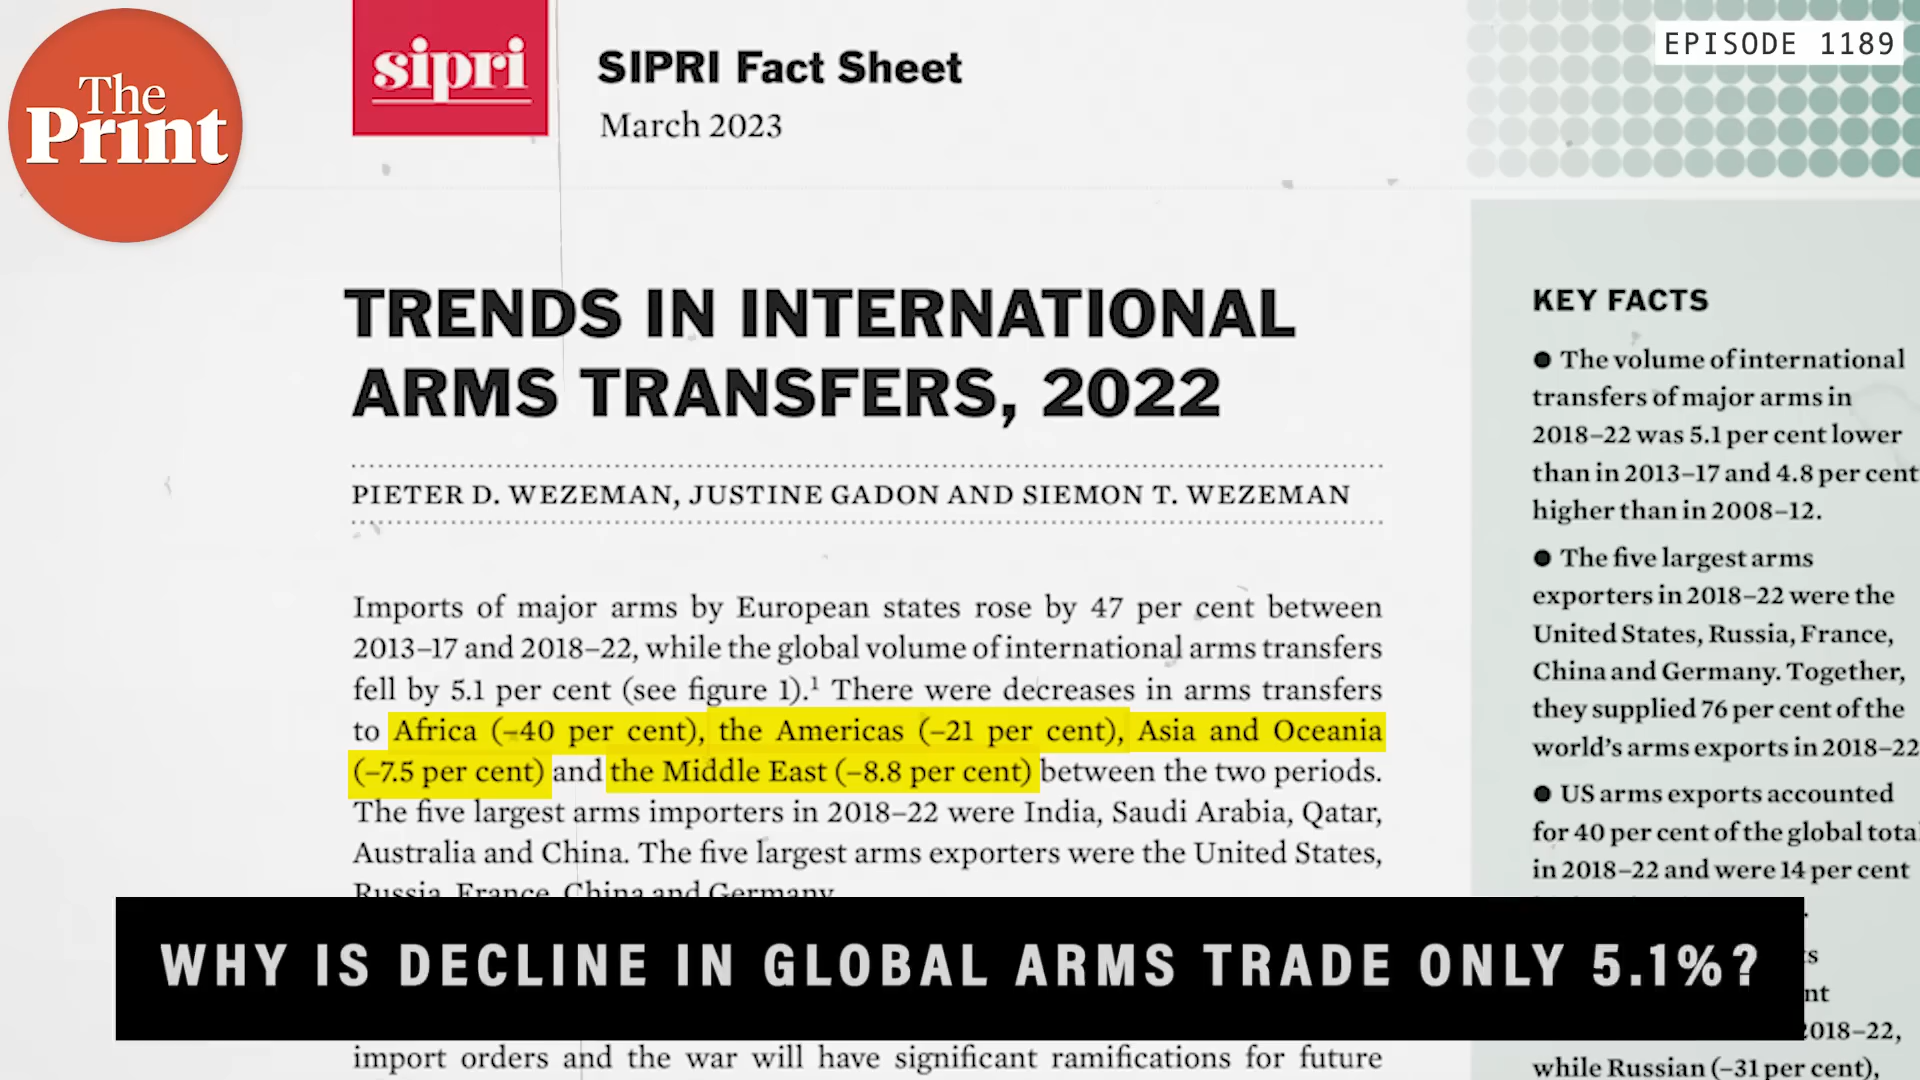 The
Print
sipri
SIPRI Fact Sheet
March 2023
EPISODE 1189
TRENDS IN INTERNATIONAL
ARMS TRANSFERS, 2022
PIETER D. WEZEMAN, JUSTINE GADON AND SIEMON T. WEZEMAN
Imports of major arms by European states rose by 47 per cent between
2013–17 and 2018–22, while the global volume of international arms transfers
fell by 5.1 per cent (see figure 1).¹ There were decreases in arms transfers
to Africa (–40 per cent), the Americas (–21 per cent), Asia and Oceania
(–7.5 per cent) and the Middle East (–8.8 per cent) between the two periods.
The five largest arms importers in 2018–22 were India, Saudi Arabia, Qatar,
Australia and China. The five largest arms exporters were the United States,
Russia, France, China and Germany.
import orders and the war will have significant ramifications for future
KEY FACTS
● The volume of international
transfers of major arms in
2018–22 was 5.1 per cent lower
than in 2013–17 and 4.8 per cent
higher than in 2008–12.
● The five largest arms
exporters in 2018–22 were the
United States, Russia, France,
China and Germany. Together,
they supplied 76 per cent of the
world's arms exports in 2018–22
● US arms exports accounted
for 40 per cent of the global total
in 2018–22 and were 14 per cent
2018–22,
while Russian (–31 per cent),
WHY IS DECLINE IN GLOBAL ARMS TRADE ONLY 5.1%?